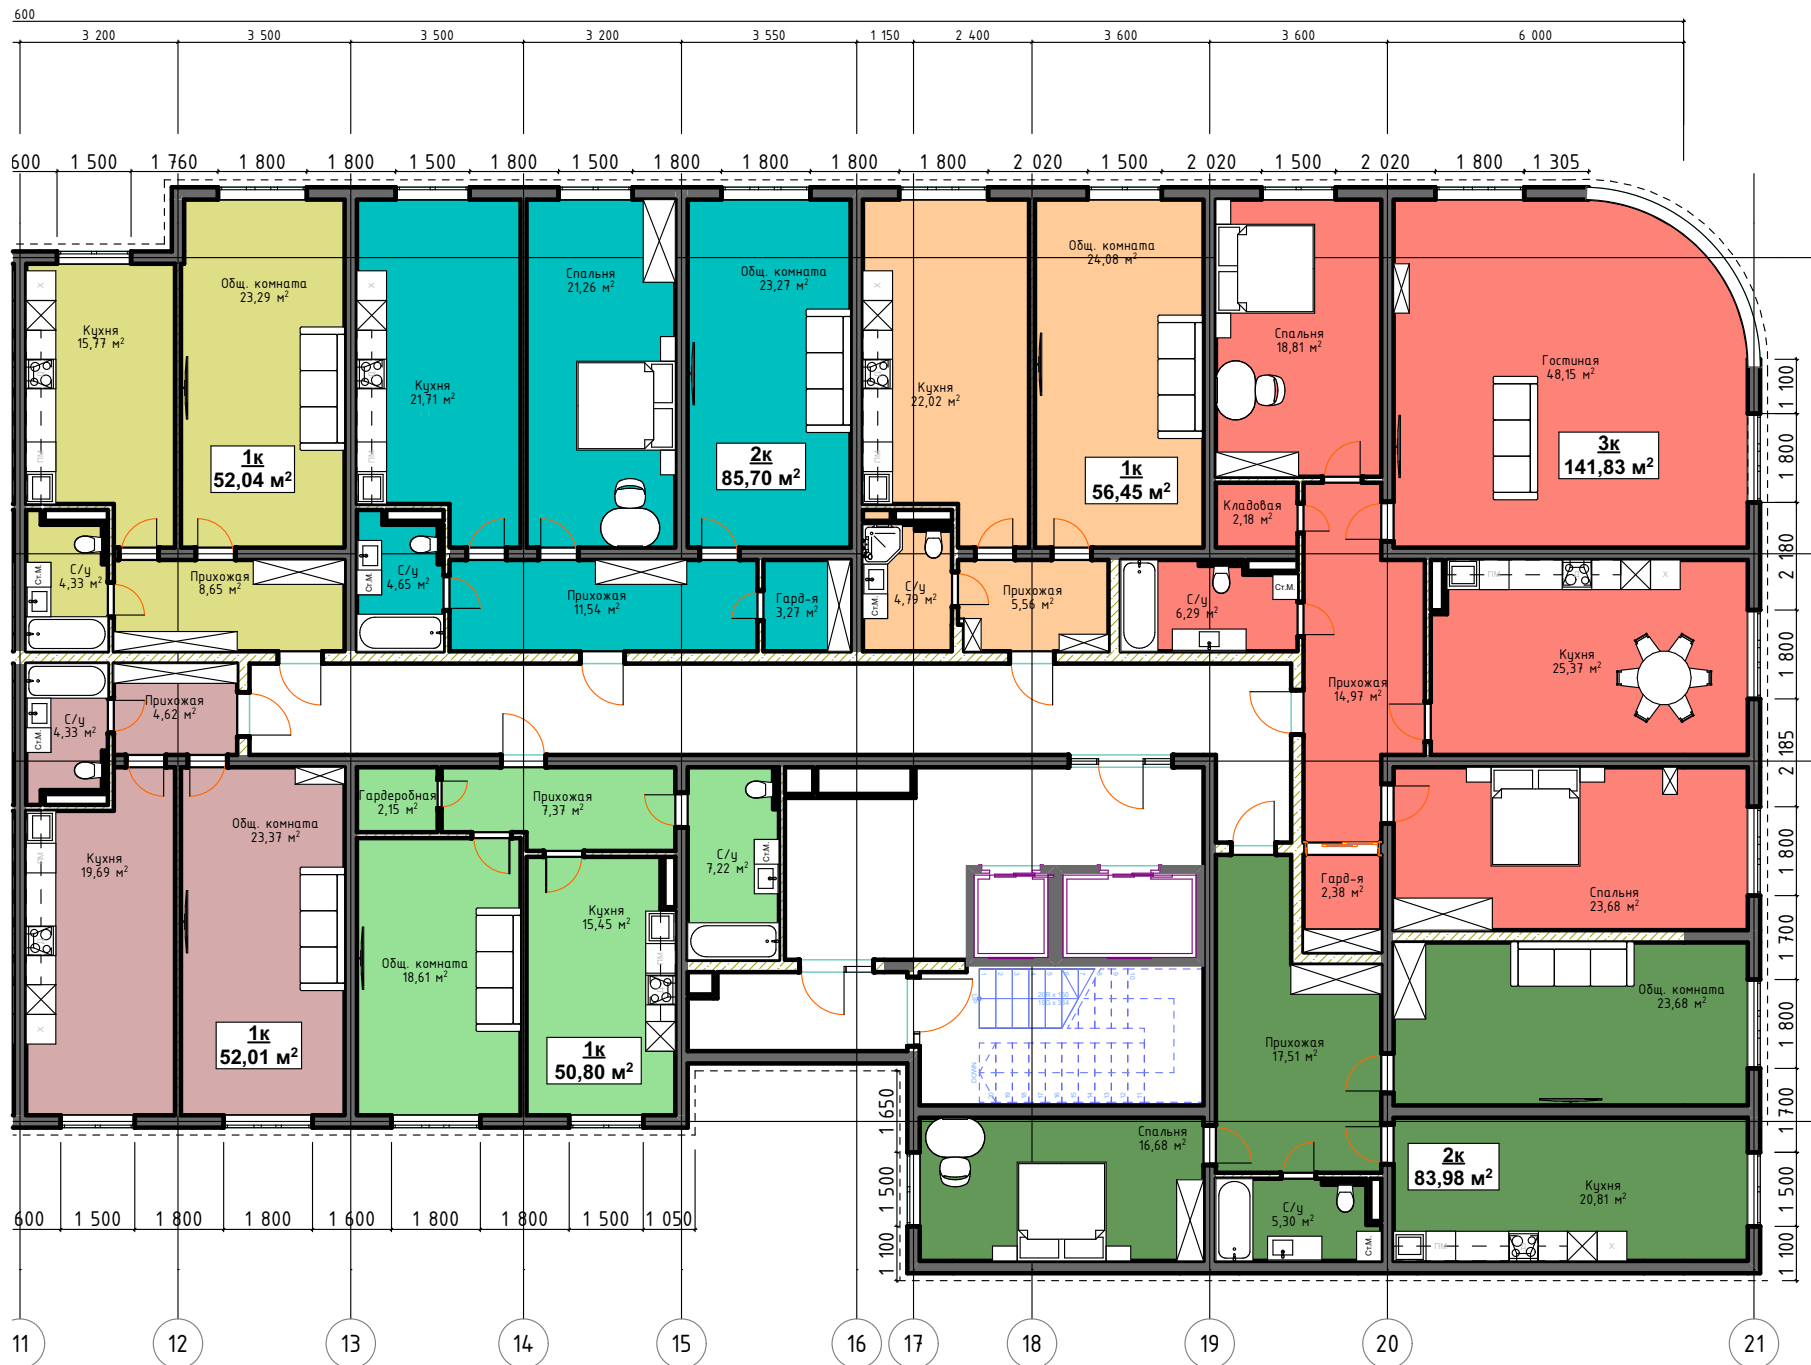 600
3 200
3 500
3 500
3 200
3 550
1 150
2 400
3 600
3 600
6 000
600 1 500 1 760 1 800 1 800 1 500 1 800 1 500 1 800 1 800 1 800 1 800 2 020 1 500 2 020 1 500 2 020 1 800 1 305
Кухня
15,77 м²
Общ. комната
23,29 м²
1к
52,04 м²
С/у
4,33 м²
Ст.М.
Прихожая
8,65 м²
Х
ПМ
Кухня
21,71 м²
Х
ПМ
Спальня
21,26 м²
Общ. комната
23,27 м²
2к
85,70 м²
С/у
4,65 м²
Ст.М.
Прихожая
11,54 м²
Гард-я
3,27 м²
Кухня
22,02 м²
Х
ПМ
Общ. комната
24,08 м²
1к
56,45 м²
С/у
4,79 м²
Ст.М.
Прихожая
5,56 м²
Спальня
18,81 м²
Гостиная
48,15 м²
3к
141,83 м²
Кладовая
2,18 м²
С/у
6,29 м²
Ст.М.
Прихожая
14,97 м²
ПМ
Х
Кухня
25,37 м²
Спальня
23,68 м²
Гард-я
2,38 м²
С/у
4,33 м²
Ст.М.
Прихожая
4,62 м²
Кухня
19,69 м²
ПМ
Х
Общ. комната
23,37 м²
1к
52,01 м²
Гардеробная
2,15 м²
Прихожая
7,37 м²
С/у
7,22 м²
Ст.М.
Общ. комната
18,61 м²
Кухня
15,45 м²
ПМ
1к
50,80 м²
DOWN
Общ. комната
23,68 м²
Прихожая
17,51 м²
Спальня
16,68 м²
С/у
5,30 м²
Ст.М.
2к
83,98 м²
Кухня
20,81 м²
ПМ
Х
1 100
1 800
2 180
1 800
2 185
1 800
1 700
1 800
1 700
1 500
1 100
1 650
1 500
1 100
600 1 500 1 800 1 800 1 600 1 800 1 800 1 500 1 050
11 12 13 14 15 16 17 18 19 20 21